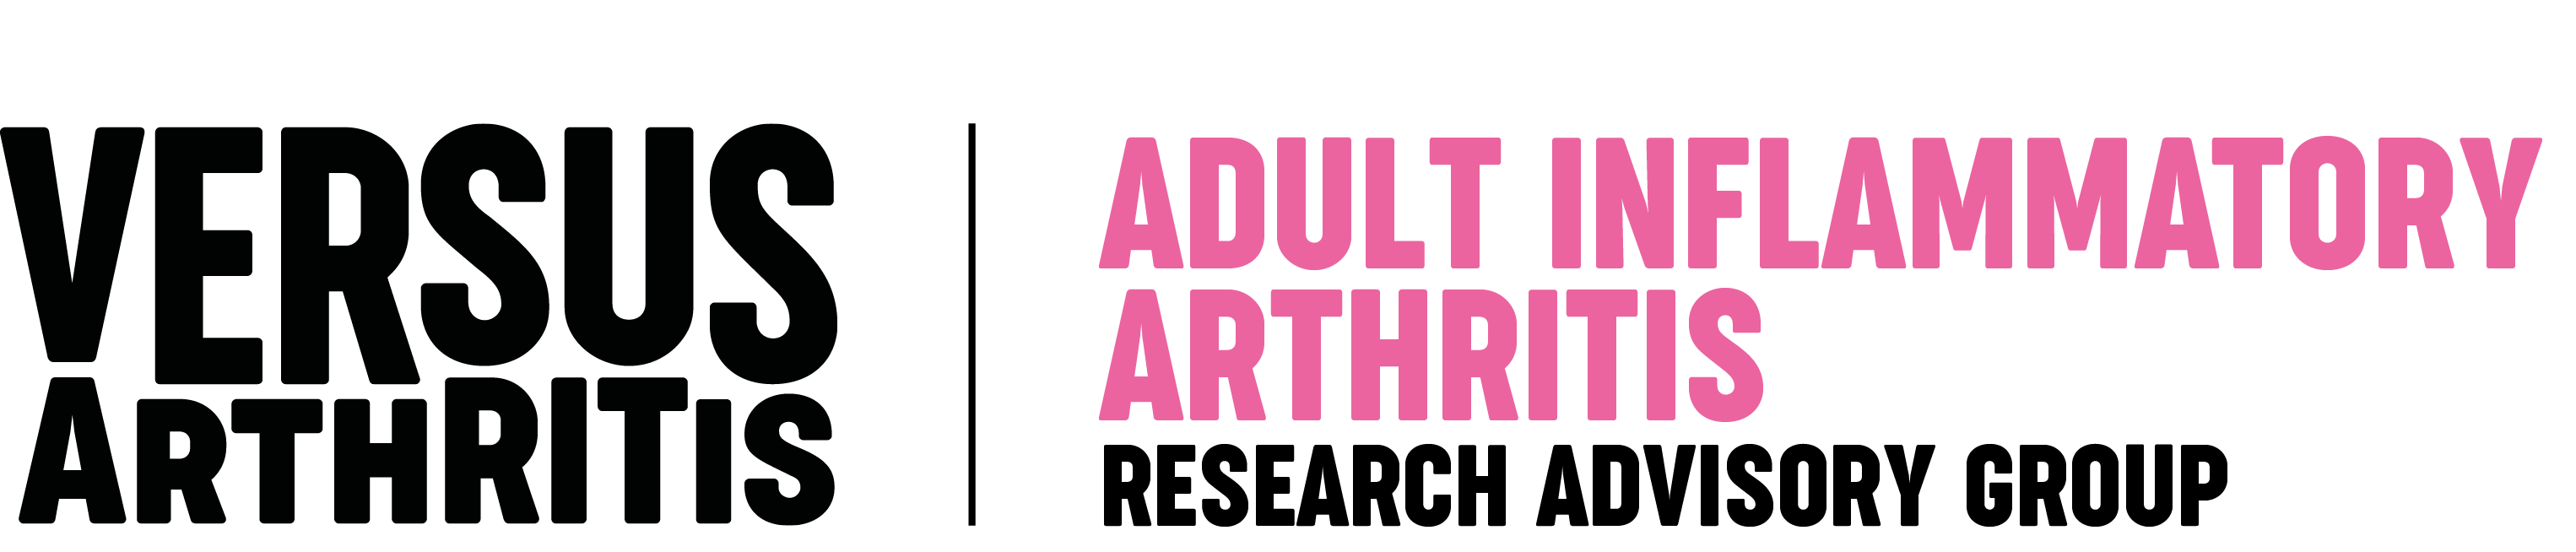 VERSUS
ARTHRITIS
ADULT INFLAMMATORY
ARTHRITIS
RESEARCH ADVISORY GROUP